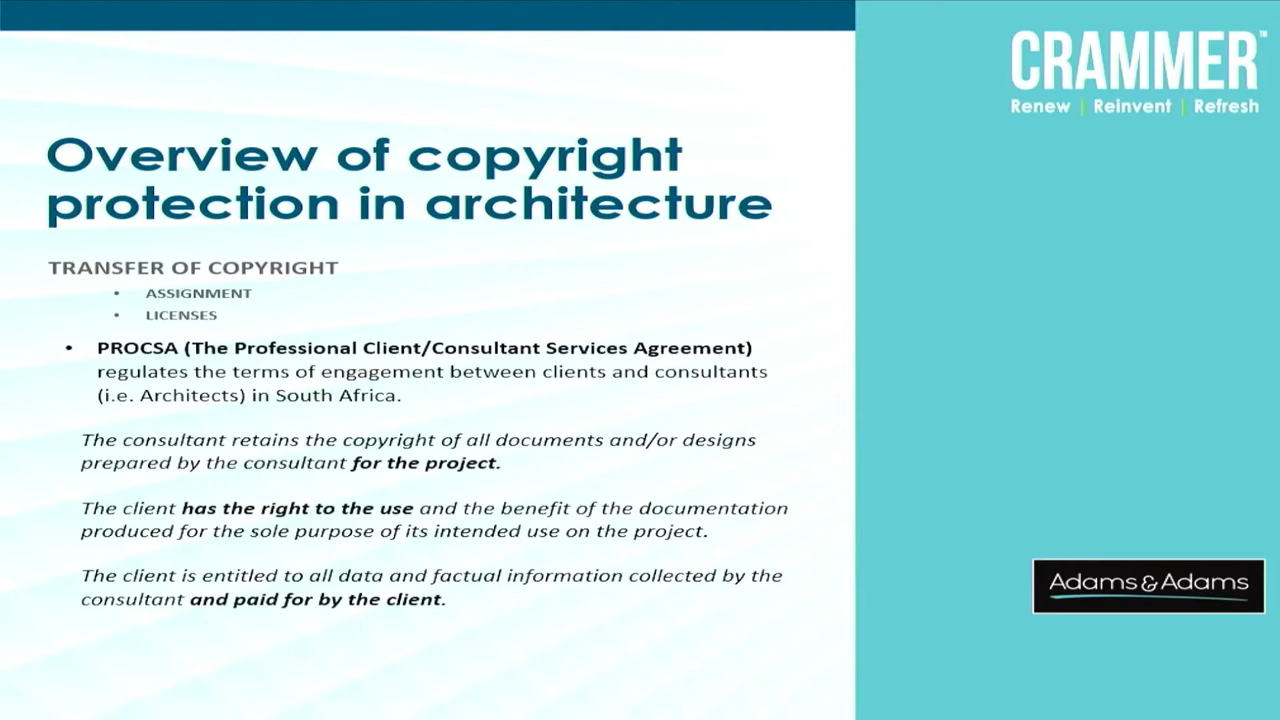 CRAMMER™
Renew | Reinvent | Refresh
Overview of copyright
protection in architecture
TRANSFER OF COPYRIGHT
• ASSIGNMENT
• LICENSES
• PROCSA (The Professional Client/Consultant Services Agreement)
regulates the terms of engagement between clients and consultants
(i.e. Architects) in South Africa.
The consultant retains the copyright of all documents and/or designs
prepared by the consultant for the project.
The client has the right to the use and the benefit of the documentation
produced for the sole purpose of its intended use on the project.
The client is entitled to all data and factual information collected by the
consultant and paid for by the client.
Adams & Adams